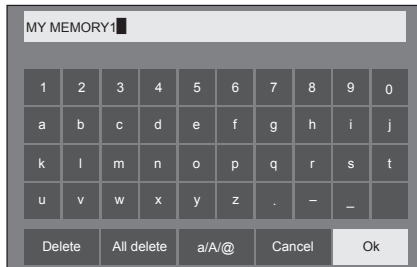 MY MEMORY1
1 2 3 4 5 6 7 8 9 0
a b c d e f g h i j
k l m n o p q r s t
u v w x y z . – _
Delete All delete a/A/@ Cancel Ok